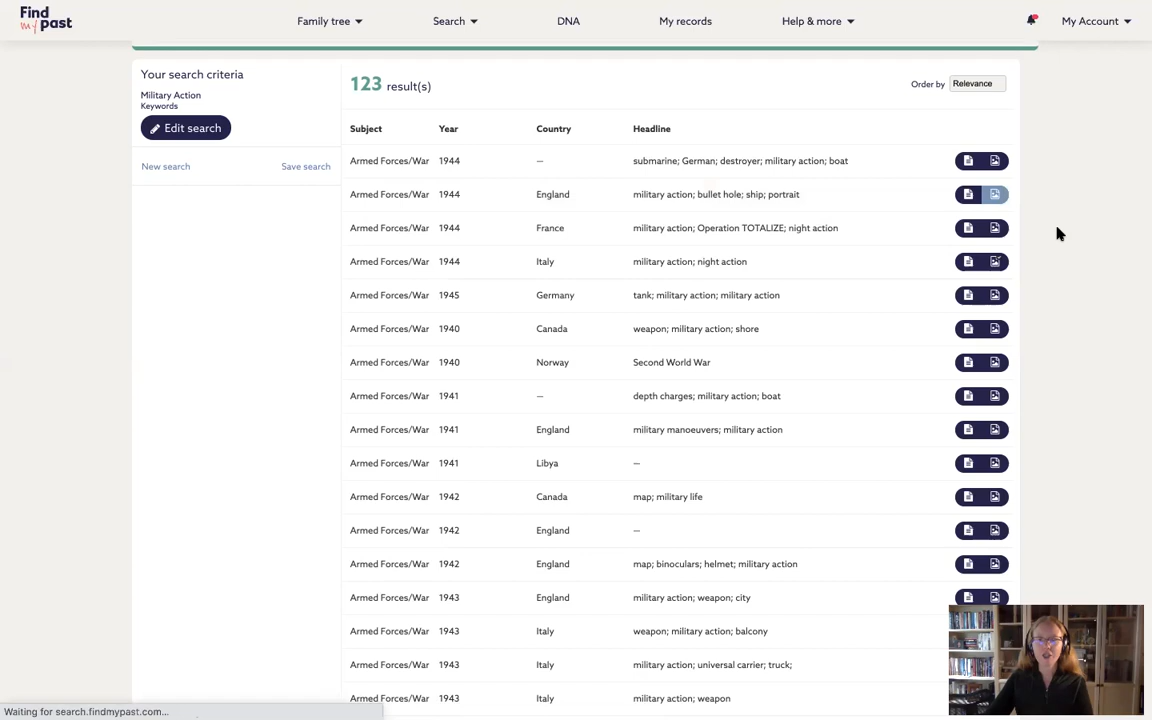 Find my past
Family tree Search DNA My records Help & more My Account
Your search criteria
Military Action
Keywords
Edit search
New search Save search
123 result(s) Order by Relevance
Subject Year Country Headline
Armed Forces/War 1944 — submarine; German; destroyer; military action; boat
Armed Forces/War 1944 England military action; bullet hole; ship; portrait
Armed Forces/War 1944 France military action; Operation TOTALIZE; night action
Armed Forces/War 1944 Italy military action; night action
Armed Forces/War 1945 Germany tank; military action; military action
Armed Forces/War 1940 Canada weapon; military action; shore
Armed Forces/War 1940 Norway Second World War
Armed Forces/War 1941 — depth charges; military action; boat
Armed Forces/War 1941 England military manoeuvers; military action
Armed Forces/War 1941 Libya —
Armed Forces/War 1942 Canada map; military life
Armed Forces/War 1942 England —
Armed Forces/War 1942 England map; binoculars; helmet; military action
Armed Forces/War 1943 England military action; weapon; city
Armed Forces/War 1943 Italy weapon; military action; balcony
Armed Forces/War 1943 Italy military action; universal carrier; truck;
Armed Forces/War 1943 Italy military action; weapon
Waiting for search.findmypast.com...